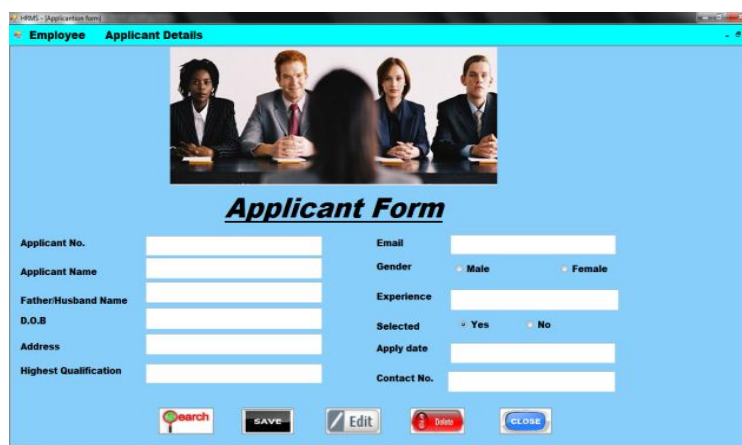 HRMS - [Applicantion form]
Employee Applicant Details
Applicant Form
Applicant No.
Applicant Name
Father/Husband Name
D.O.B
Address
Highest Qualification
Email
Gender Male Female
Experience
Selected Yes No
Apply date
Contact No.
Search SAVE Edit Delete CLOSE